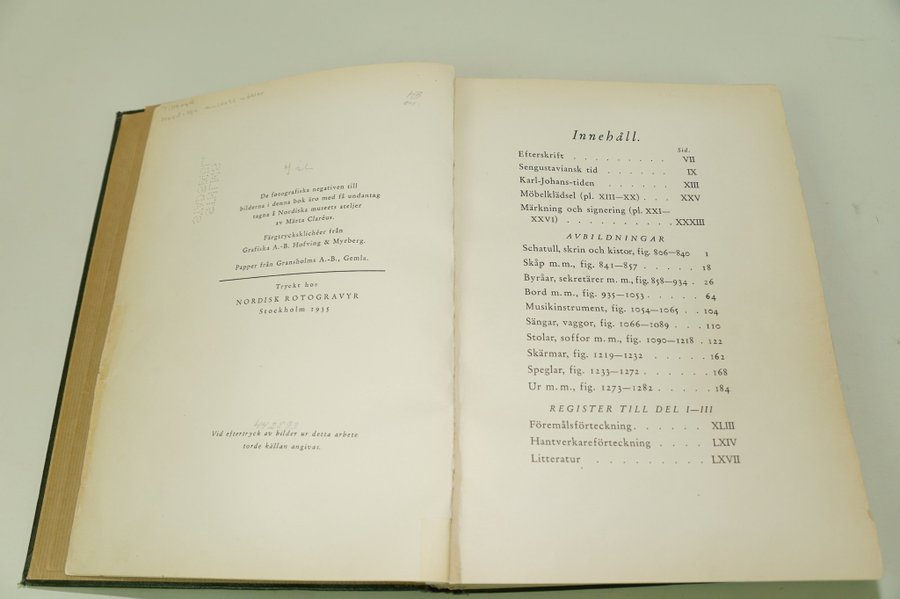 De fotografiska negativen till
bilderna i denna bok äro med få undantag
tagna i Nordiska museets ateljer
av Märta Claréus.
Färgtrycksklichéer från
Grafiska A.-B. Hofving & Myrberg.
Papper från Gransholms A.-B., Gemla.
Tryckt hos
NORDISK ROTOGRAVYR
Stockholm 1935
Vid eftertryck av bilder ur detta arbete
torde källan angivas.
Innehåll.
Sid.
Efterskrift . . . . . . . . . VII
Sengustaviansk tid . . . . . . IX
Karl-Johans-tiden . . . . . . . XIII
Möbelklädsel (pl. XIII—XX) . . . XXV
Märkning och signering (pl. XXI—
XXVI) . . . . . . . . . . XXXIII
AVBILDNINGAR
Schatull, skrin och kistor, fig. 806—840 1
Skåp m. m., fig. 841—857 . . . . . 18
Byråar, sekretärer m. m., fig. 858—934 . 26
Bord m. m., fig. 935—1053 . . . . . 64
Musikinstrument, fig. 1054—1065 . . 104
Sängar, vaggor, fig. 1066—1089 . . . 110
Stolar, soffor m. m., fig. 1090—1218 . 122
Skärmar, fig. 1219—1232 . . . . . 162
Speglar, fig. 1233—1272 . . . . . . 168
Ur m. m., fig. 1273—1282 . . . . . 184
REGISTER TILL DEL I—III
Föremålsförteckning . . . . . . XLIII
Hantverkareförteckning . . . . LXIV
Litteratur . . . . . . . . . LXVII